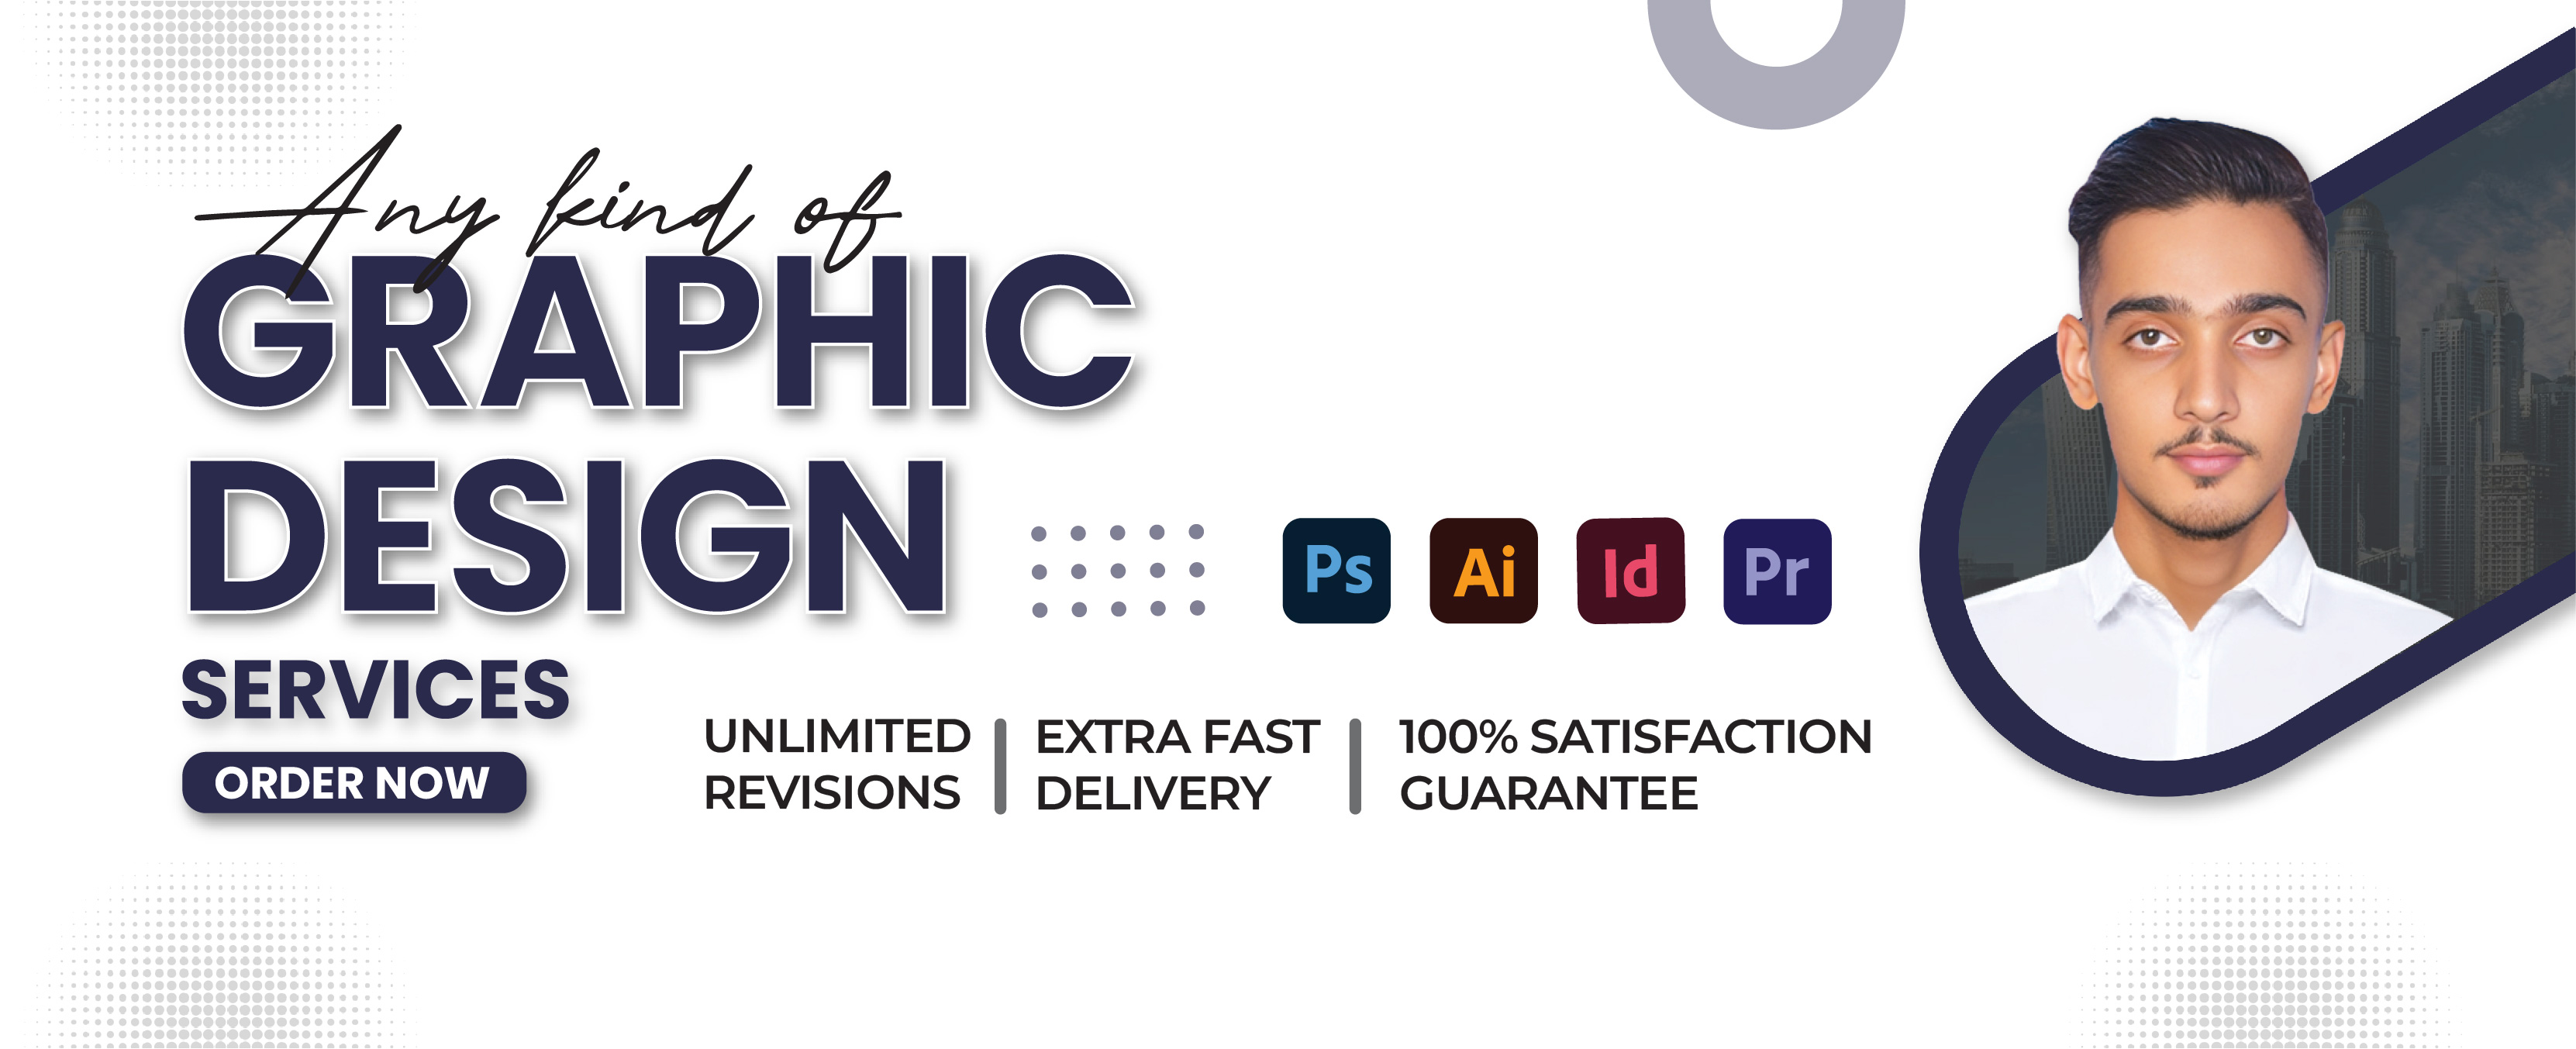 Any kind of
GRAPHIC
DESIGN
SERVICES
ORDER NOW
Ps Ai Id Pr
UNLIMITED
REVISIONS
EXTRA FAST
DELIVERY
100% SATISFACTION
GUARANTEE